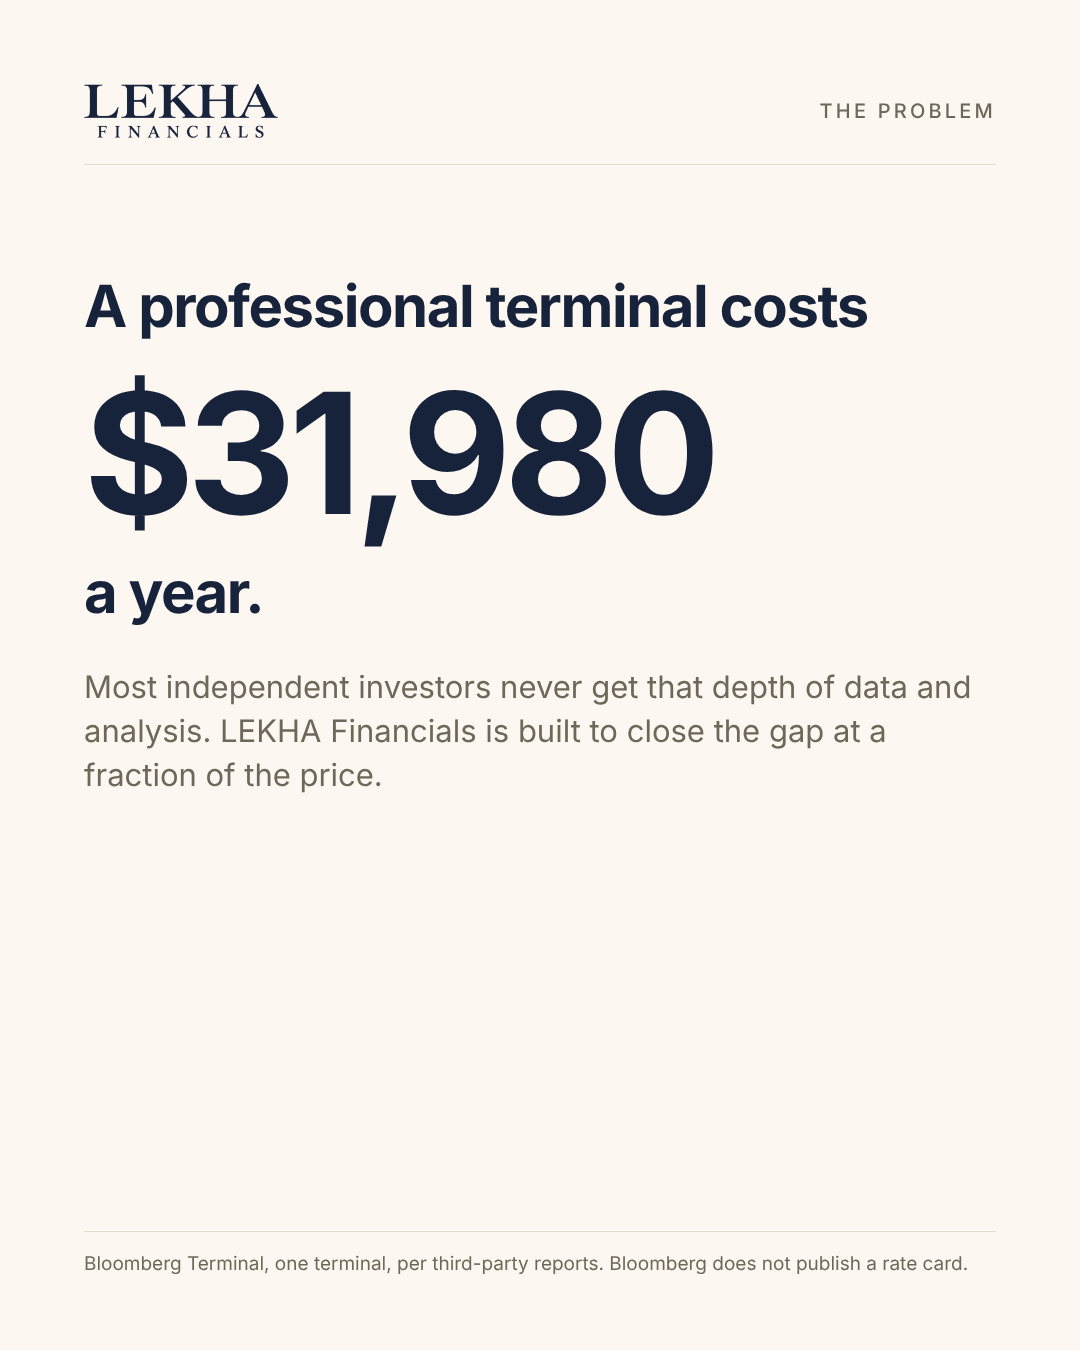 LEKHA
FINANCIALS
THE PROBLEM
A professional terminal costs
$31,980
a year.
Most independent investors never get that depth of data and
analysis. LEKHA Financials is built to close the gap at a
fraction of the price.
Bloomberg Terminal, one terminal, per third-party reports. Bloomberg does not publish a rate card.